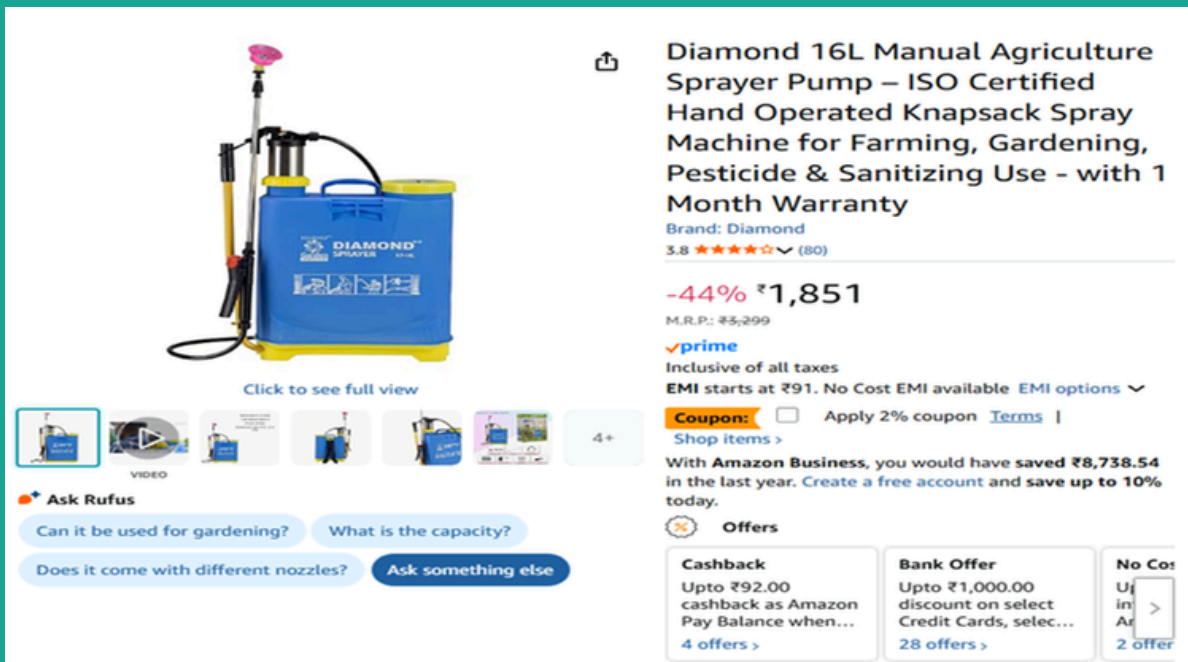 Diamond 16L Manual Agriculture
Sprayer Pump – ISO Certified
Hand Operated Knapsack Spray
Machine for Farming, Gardening,
Pesticide & Sanitizing Use - with 1
Month Warranty
Brand: Diamond
3.8 (80)
-44% ₹1,851
M.R.P.: ₹3,299
prime
Inclusive of all taxes
EMI starts at ₹91. No Cost EMI available EMI options
Coupon: Apply 2% coupon Terms |
Shop items ›
With Amazon Business, you would have saved ₹8,738.54
in the last year. Create a free account and save up to 10%
today.
Offers
Cashback
Upto ₹92.00
cashback as Amazon
Pay Balance when...
4 offers ›
Bank Offer
Upto ₹1,000.00
discount on select
Credit Cards, selec...
28 offers ›
No Cos
2 offer
DIAMOND
SPRAYER
Click to see full view
VIDEO
4+
Ask Rufus
Can it be used for gardening?
What is the capacity?
Does it come with different nozzles?
Ask something else